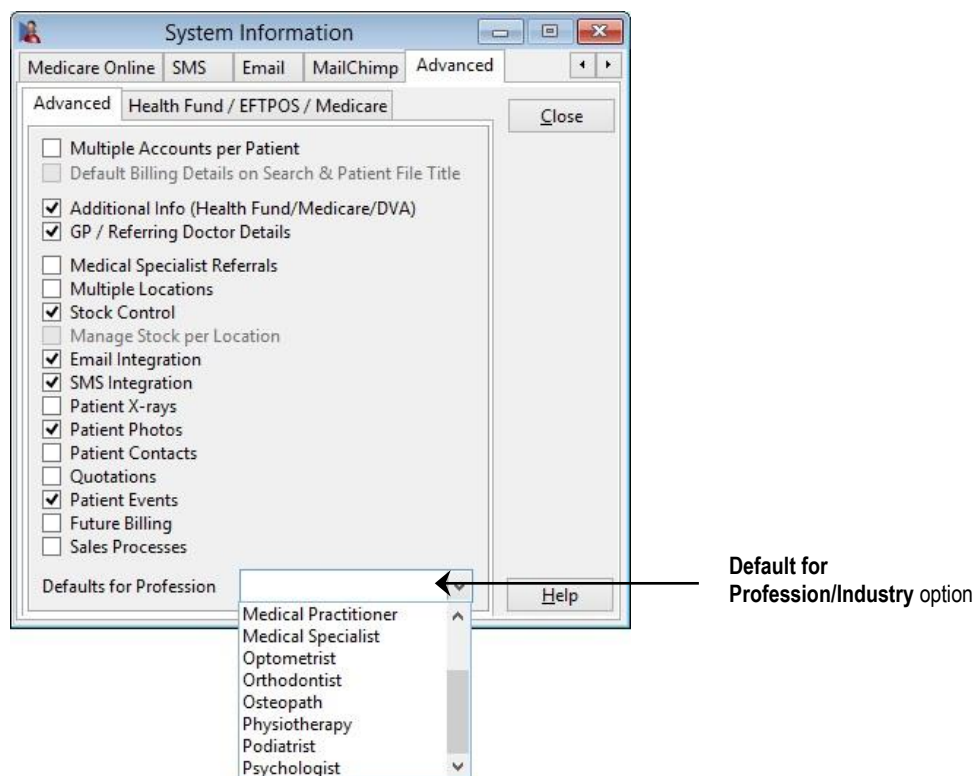 System Information
Medicare Online SMS Email MailChimp Advanced
Advanced Health Fund / EFTPOS / Medicare
Close
Multiple Accounts per Patient
Default Billing Details on Search & Patient File Title
Additional Info (Health Fund/Medicare/DVA)
GP / Referring Doctor Details
Medical Specialist Referrals
Multiple Locations
Stock Control
Manage Stock per Location
Email Integration
SMS Integration
Patient X-rays
Patient Photos
Patient Contacts
Quotations
Patient Events
Future Billing
Sales Processes
Defaults for Profession
Help
Medical Practitioner
Medical Specialist
Optometrist
Orthodontist
Osteopath
Physiotherapy
Podiatrist
Psychologist
Default for
Profession/Industry option